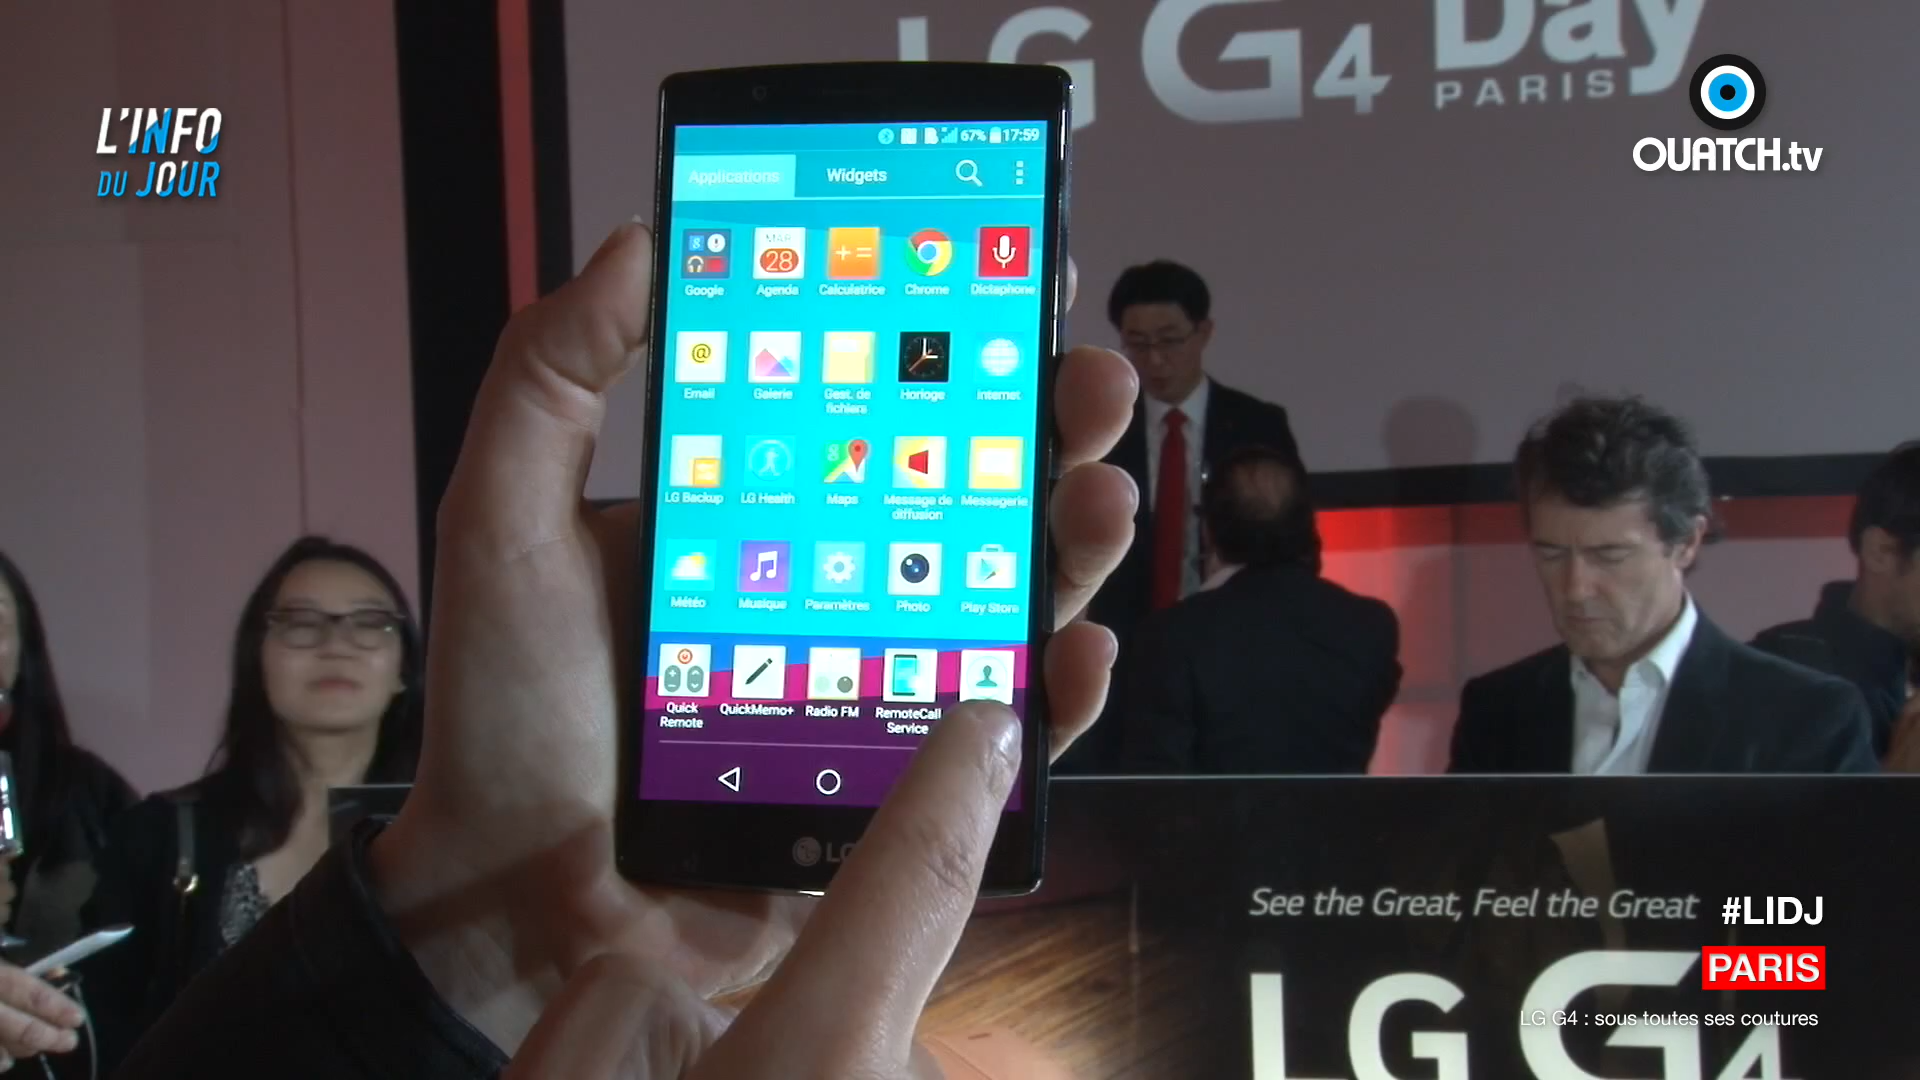 LG G4 Day
PARIS
L'INFO
DU JOUR
OUATCH.tv
67% 17:59
Applications
Widgets
MAR
28
Google
Agenda
Calculatrice
Chrome
Dictaphone
@
Email
Galerie
Gest. de
fichiers
Horloge
Internet
LG Backup
LG Health
Maps
Message de
diffusion
Messagerie
Météo
Musique
Paramètres
Photo
Play Store
Quick
Remote
QuickMemo+
Radio FM
RemoteCall
Service
LG
See the Great, Feel the Great
#LIDJ
PARIS
LG G4
LG G4 : sous toutes ses coutures